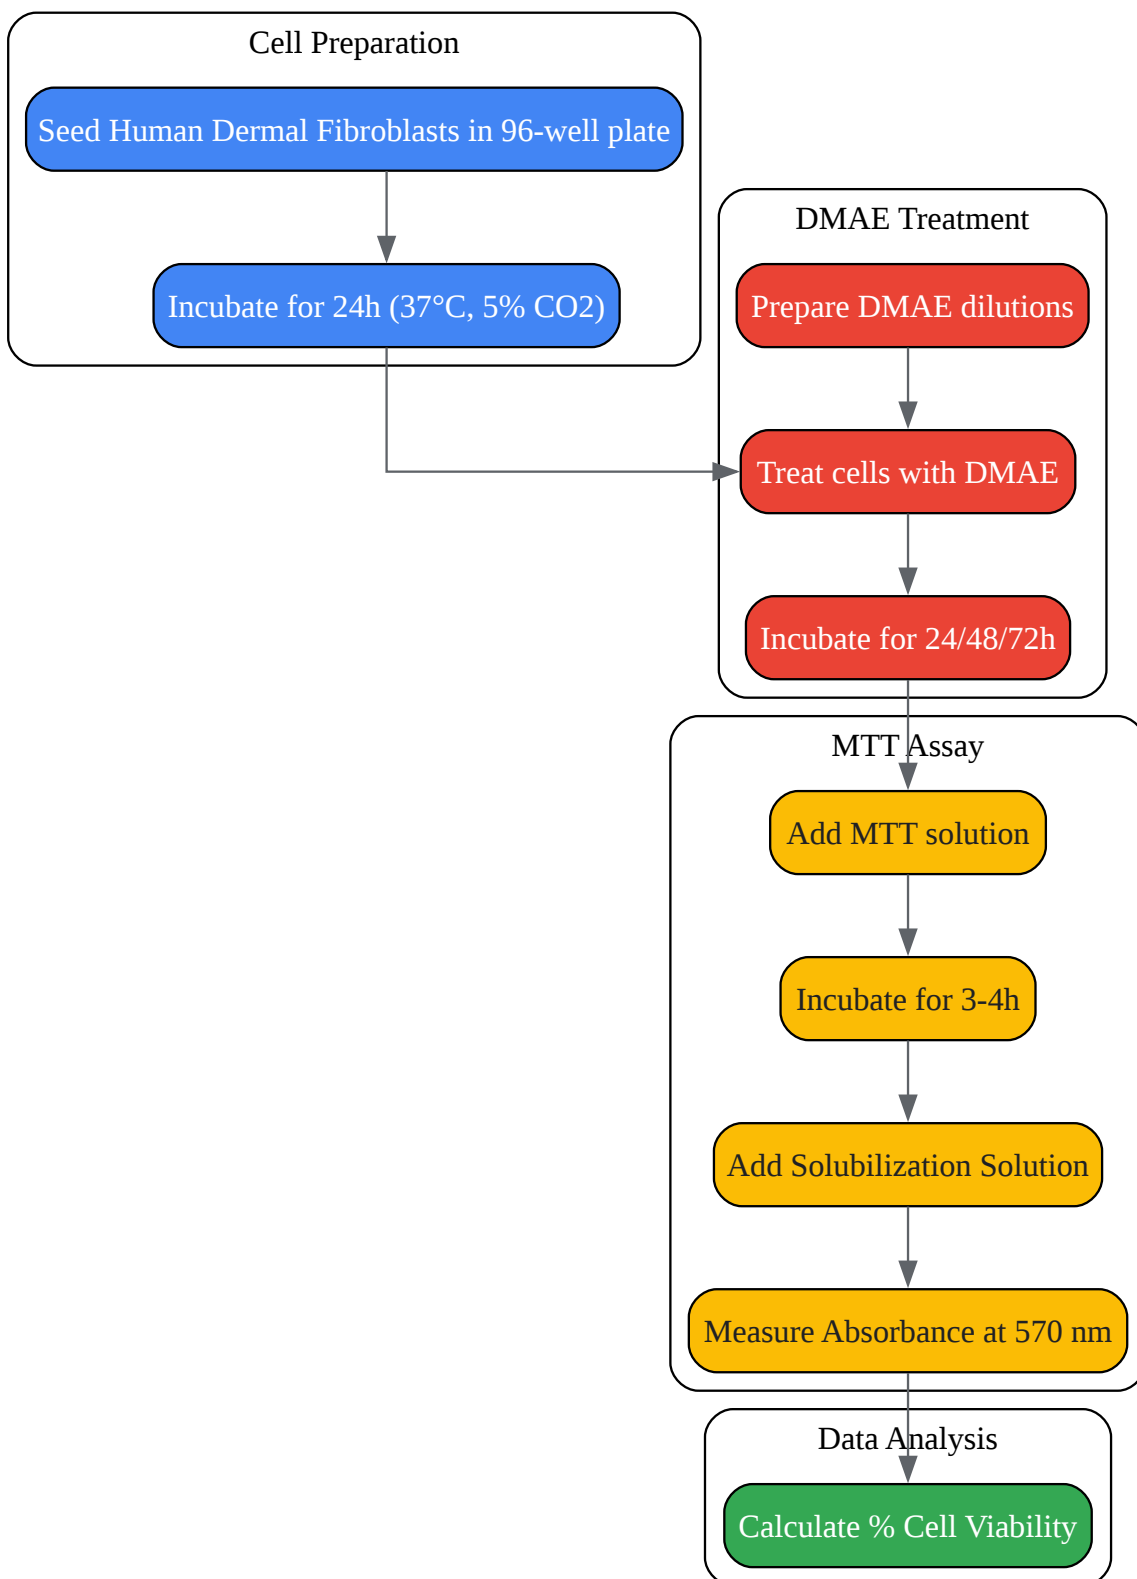 Cell Preparation
Seed Human Dermal Fibroblasts in 96-well plate
Incubate for 24h (37°C, 5% CO2)
DMAE Treatment
Prepare DMAE dilutions
Treat cells with DMAE
Incubate for 24/48/72h
MTT Assay
Add MTT solution
Incubate for 3-4h
Add Solubilization Solution
Measure Absorbance at 570 nm
Data Analysis
Calculate % Cell Viability